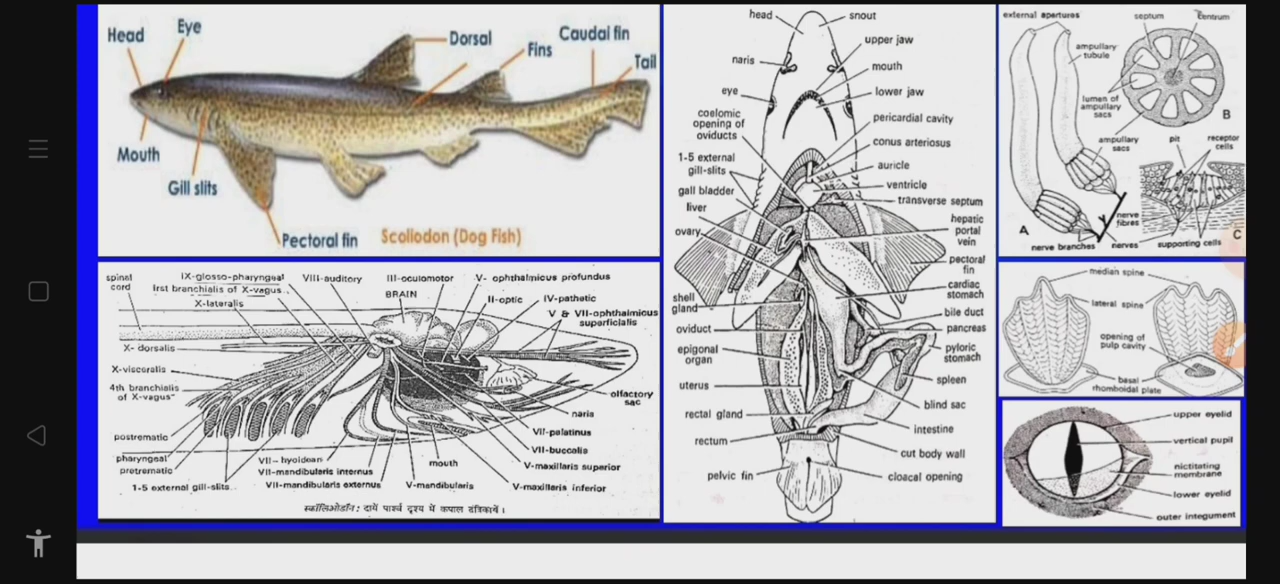 Head
Eye
Dorsal
Fins
Caudal fin
Tail
Mouth
Gill slits
Pectoral fin
Scoliodon (Dog Fish)
spinal
cord
IX-glosso-pharyngeal
Irst branchialis of X-vagus
X-lateralis
VIII-auditory
III-oculomotor
BRAIN
V- ophthalmicus profundus
II-optic
IV-pathetic
V & VII-ophthaimicus
superficialis
X- dorsalis
X-visceralis
4th branchialis
of X-vagus
postrematic
pharyngeal
pretrematic
1-5 external gill-slits
VII- hyoidean
VII-mandibularis internus
VII-mandibularis externus
mouth
V-mandibularis
V-maxillaris inferior
V-maxillaris superior
VII-buccalis
VII-palatinus
naris
olfactory
sac
स्कॉलिओडॉन : दायें पार्श्व दृश्य में कपाल तंत्रिकायें ।
head
snout
naris
upper jaw
mouth
eye
lower jaw
coelomic
opening of
oviducts
pericardial cavity
conus arteriosus
1-5 external
gill-slits
auricle
gall bladder
ventricle
transverse septum
liver
hepatic
portal
vein
ovary
pectoral
fin
shell
gland
cardiac
stomach
bile duct
oviduct
pancreas
epigonal
organ
pyloric
stomach
uterus
spleen
blind sac
rectal gland
intestine
rectum
cut body wall
pelvic fin
cloacal opening
external apertures
septum
centrum
ampullary
tubule
lumen of
ampullary
sacs
B
ampullary
sacs
pit
receptor
cells
nerve
fibres
A
nerve branches
nerves
supporting cells
C
median spine
lateral spine
opening of
pulp cavity
basal
rhomboidal plate
upper eyelid
vertical pupil
nictitating
membrane
lower eyelid
outer integument